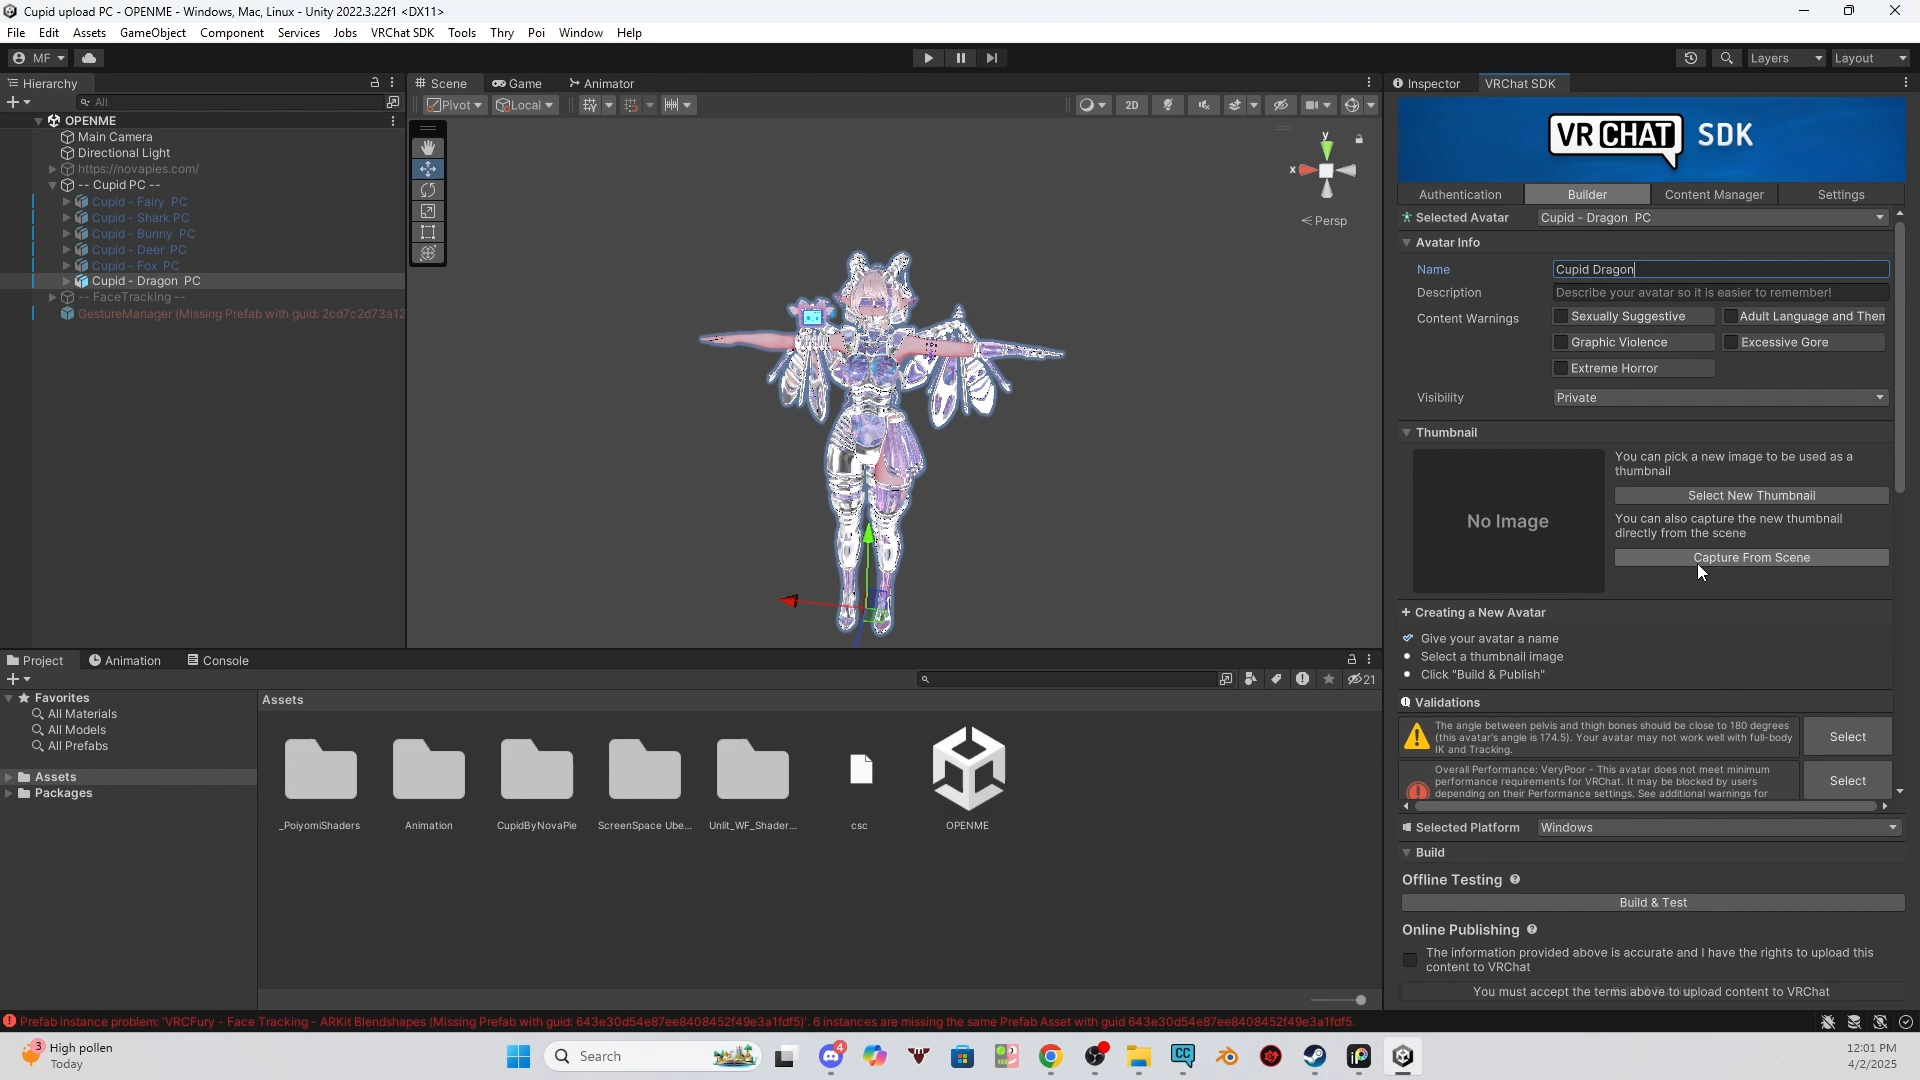 Cupid upload PC - OPENME - Windows, Mac, Linux - Unity 2022.3.22f1 <DX11>
File Edit Assets GameObject Component Services Jobs VRChat SDK Tools Thry Poi Window Help
MF Layers Layout
Hierarchy
All
OPENME
Main Camera
Directional Light
https://novapies.com/
-- Cupid PC --
Cupid - Fairy PC
Cupid - Shark PC
Cupid - Bunny PC
Cupid - Deer PC
Cupid - Fox PC
Cupid - Dragon PC
-- FaceTracking --
GestureManager (Missing Prefab with guid: 2cd7c2d73a12
Scene Game Animator
Pivot Local 2D
y
x
Persp
Inspector VRChat SDK
VRCHAT SDK
Authentication Builder Content Manager Settings
Selected Avatar Cupid - Dragon PC
Avatar Info
Name Cupid Dragon
Description Describe your avatar so it is easier to remember!
Content Warnings Sexually Suggestive Adult Language and Then
Graphic Violence Excessive Gore
Extreme Horror
Visibility Private
Thumbnail
No Image
You can pick a new image to be used as a
thumbnail
Select New Thumbnail
You can also capture the new thumbnail
directly from the scene
Capture From Scene
Creating a New Avatar
Give your avatar a name
Select a thumbnail image
Click "Build & Publish"
Validations
The angle between pelvis and thigh bones should be close to 180 degrees
(this avatar's angle is 174.5). Your avatar may not work well with full-body
IK and Tracking.
Select
Overall Performance: VeryPoor - This avatar does not meet minimum
performance requirements for VRChat. It may be blocked by users
depending on their Performance settings. See additional warnings for
Select
Selected Platform Windows
Build
Offline Testing
Build & Test
Online Publishing
The information provided above is accurate and I have the rights to upload this
content to VRChat
You must accept the terms above to upload content to VRChat
Project Animation Console
21
Favorites
All Materials
All Models
All Prefabs
Assets
Packages
Assets
_PoiyomiShaders Animation CupidByNovaPie ScreenSpace Ube... Unlit_WF_Shader... csc OPENME
Prefab instance problem: 'VRCFury - Face Tracking - ARKit Blendshapes (Missing Prefab with guid: 643e30d54e87ee8408452f49e3a1fdf5)'. 6 instances are missing the same Prefab Asset with guid 643e30d54e87ee8408452f49e3a1fdf5.
3
High pollen
Today
Search
4
CC
12:01 PM
4/2/2025